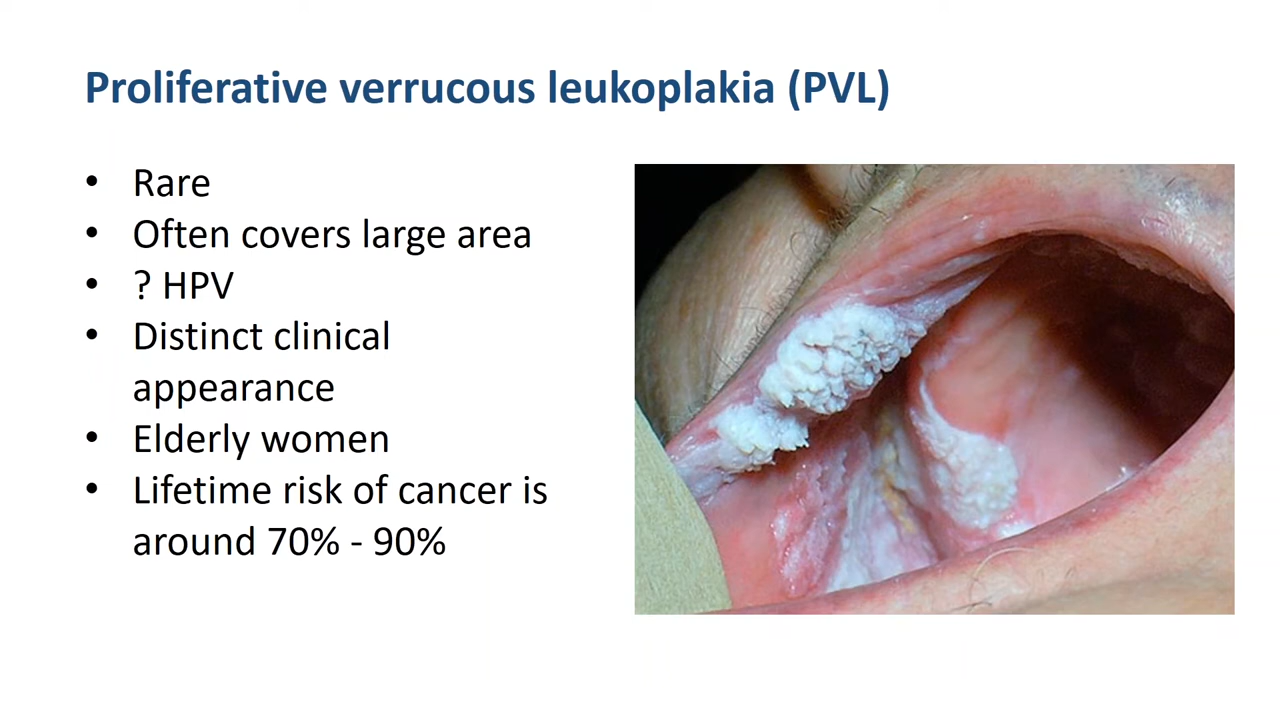 Proliferative verrucous leukoplakia (PVL)
• Rare
• Often covers large area
• ? HPV
• Distinct clinical
appearance
• Elderly women
• Lifetime risk of cancer is
around 70% - 90%